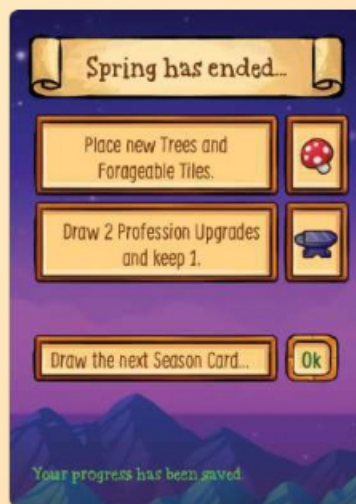 Spring has ended...
Place new Trees and
Forageable Tiles.
Draw 2 Profession Upgrades
and keep 1.
Draw the next Season Card...
Ok
Your progress has been saved.